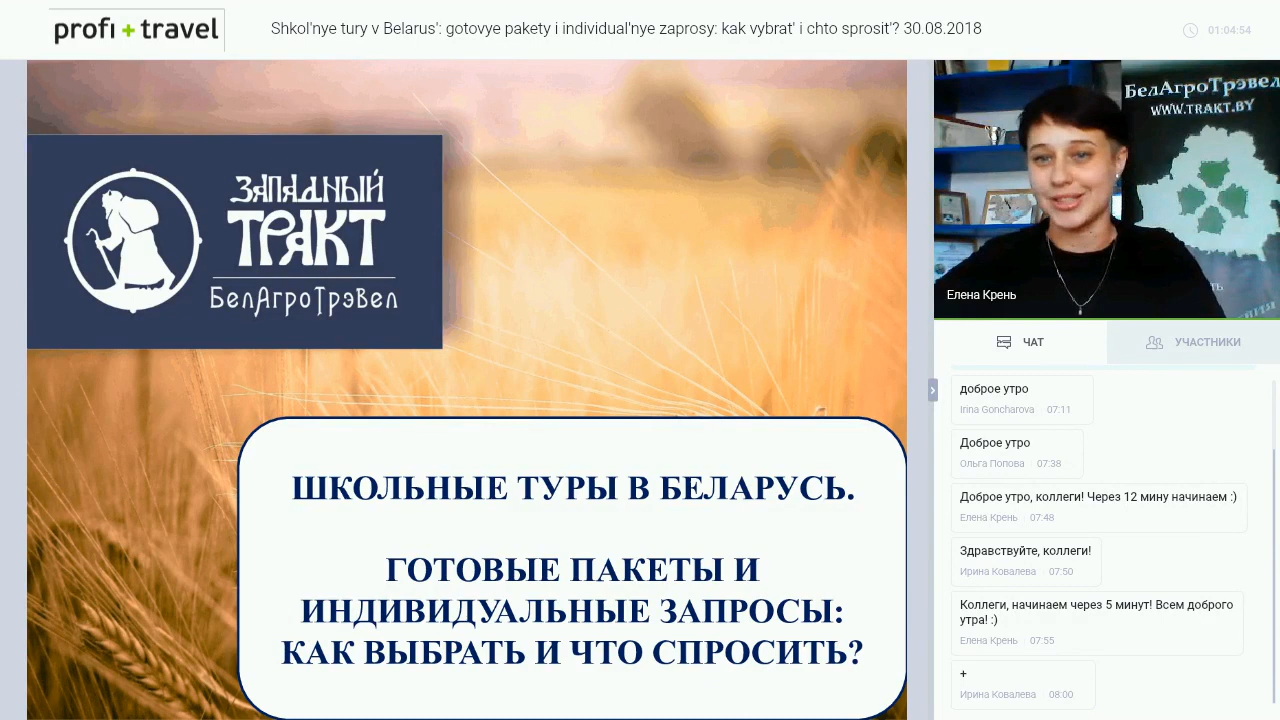 profi + travel
Shkol'nye tury v Belarus': gotovye pakety i individual'nye zaprosy: kak vybrat' i chto sprosit'? 30.08.2018
01:04:54
ЗАПАДНЫЙ
ТРАКТ
БелАгроТрэвел
ШКОЛЬНЫЕ ТУРЫ В БЕЛАРУСЬ.
ГОТОВЫЕ ПАКЕТЫ И
ИНДИВИДУАЛЬНЫЕ ЗАПРОСЫ:
КАК ВЫБРАТЬ И ЧТО СПРОСИТЬ?
БелАгроТрэвел
WWW.TRAKT.BY
Елена Крень
ЧАТ
УЧАСТНИКИ
доброе утро
Irina Goncharova 07:11
Доброе утро
Ольга Попова 07:38
Доброе утро, коллеги! Через 12 мину начинаем :)
Елена Крень 07:48
Здравствуйте, коллеги!
Ирина Ковалева 07:50
Коллеги, начинаем через 5 минут! Всем доброго
утра! :)
Елена Крень 07:55
+
Ирина Ковалева 08:00